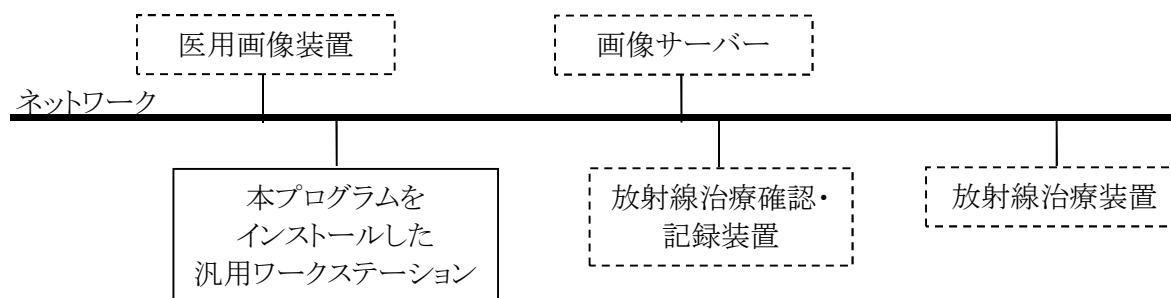 医用画像装置
画像サーバー
ネットワーク
本プログラムを
インストールした
汎用ワークステーション
放射線治療確認・
記録装置
放射線治療装置